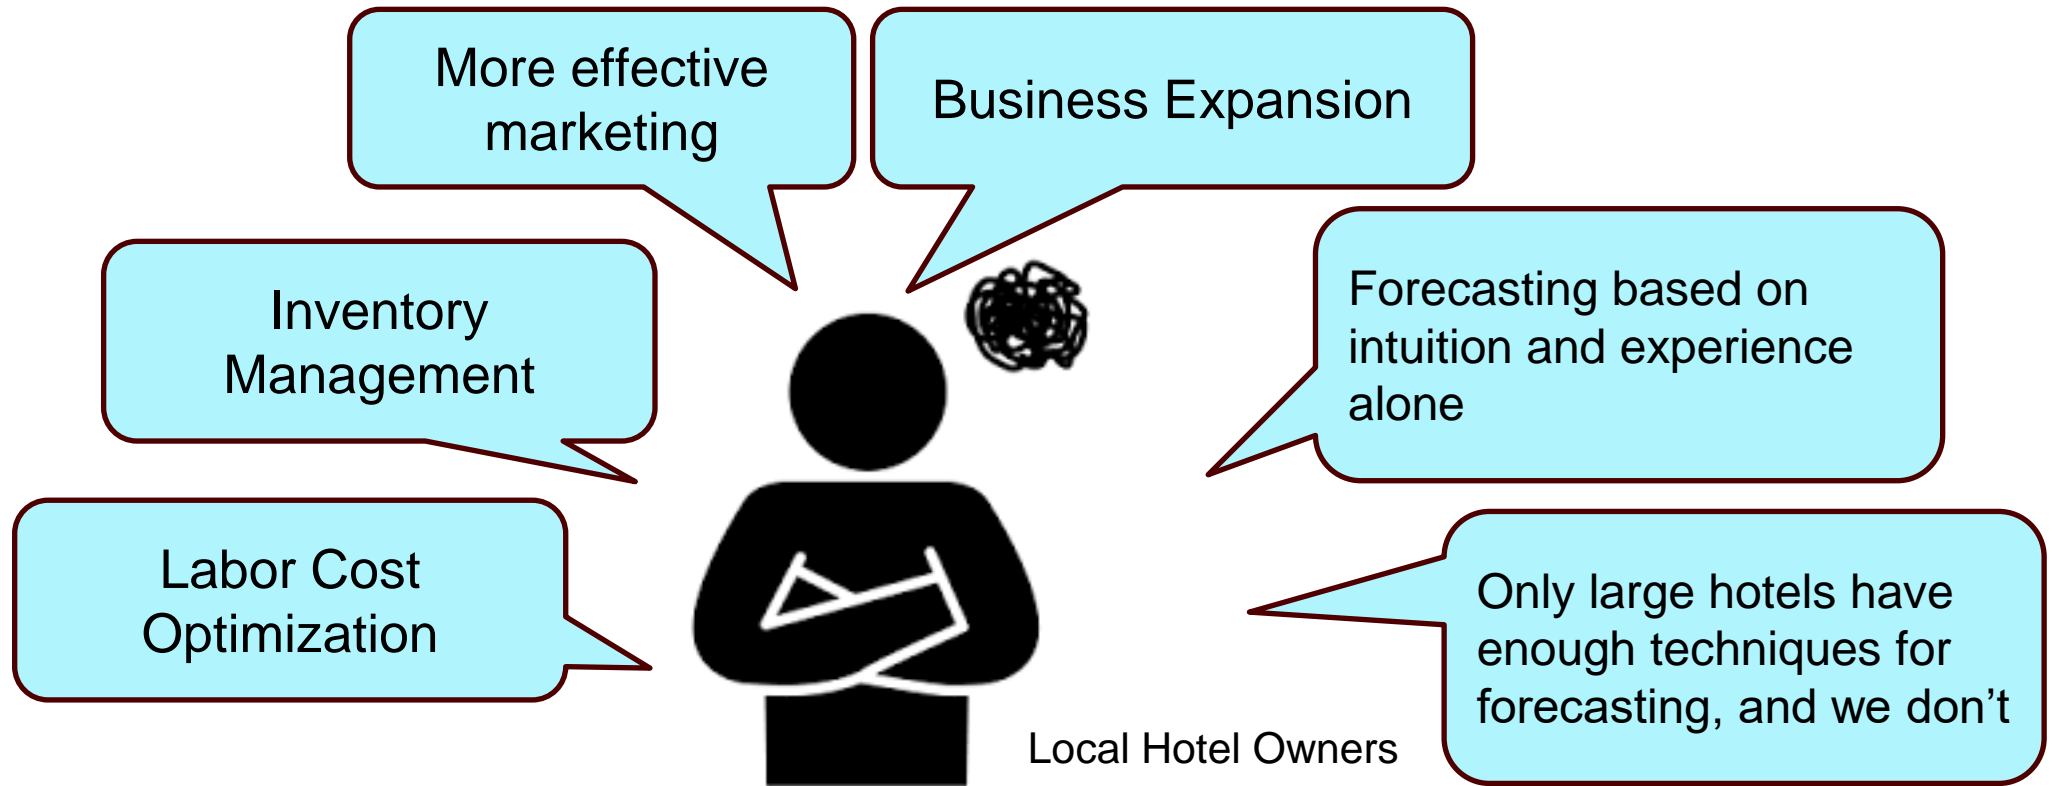 More effective
marketing
Business Expansion
Inventory
Management
Forecasting based on
intuition and experience
alone
Labor Cost
Optimization
Only large hotels have
enough techniques for
forecasting, and we don’t
Local Hotel Owners